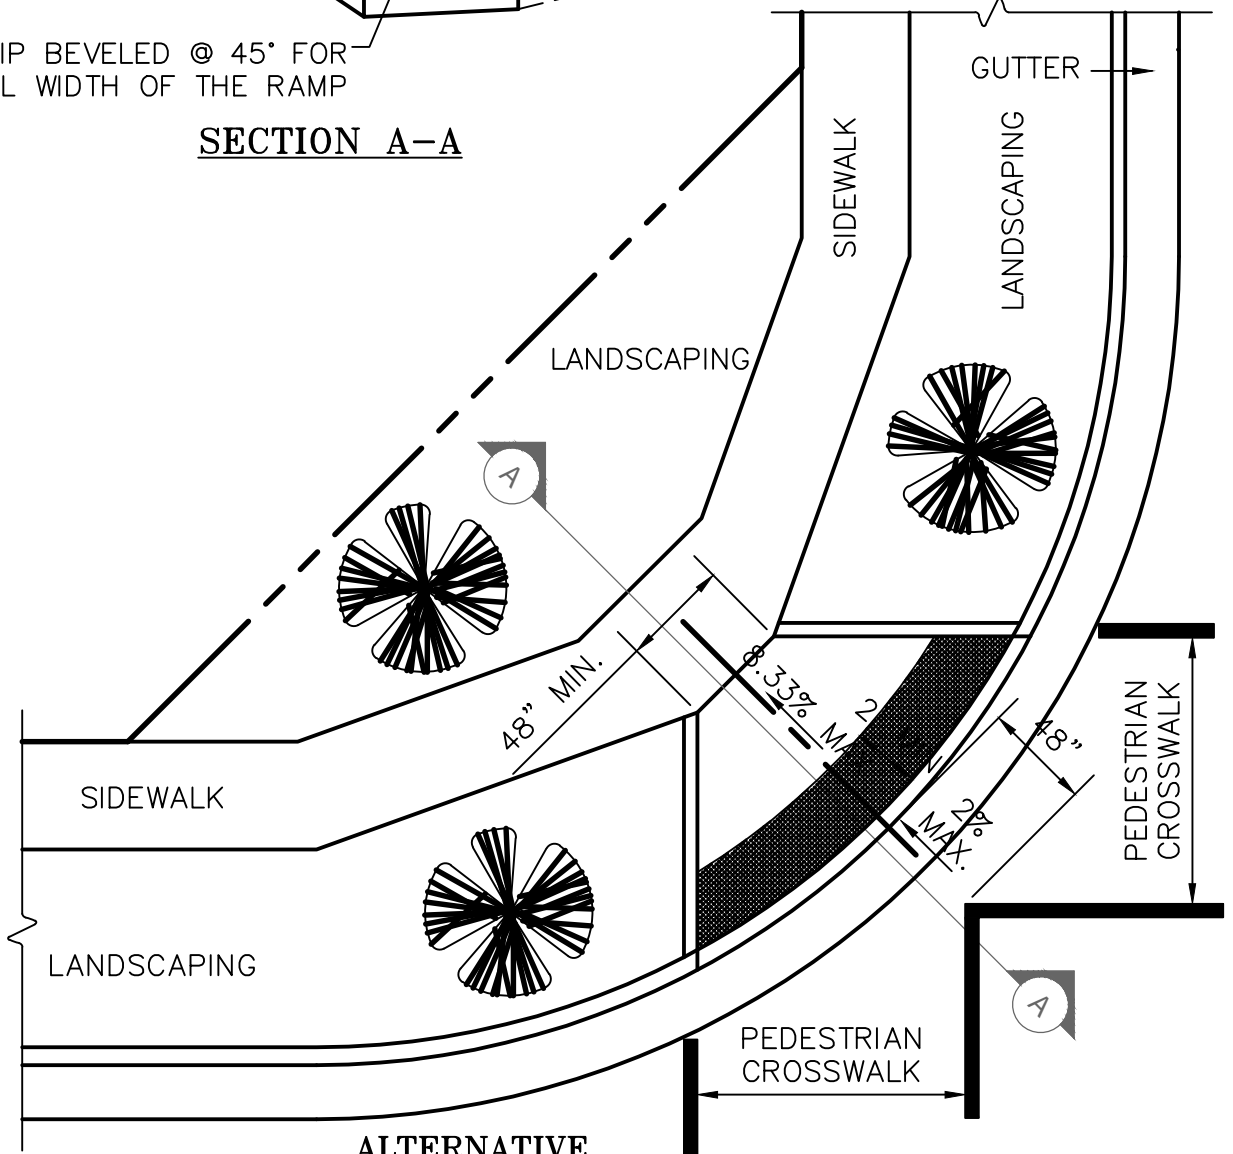 IP BEVELED @ 45° FOR
L WIDTH OF THE RAMP
SECTION A-A
GUTTER
SIDEWALK
LANDSCAPING
LANDSCAPING
A
48" MIN.
8.33%
2
48"
2%
MAX.
PEDESTRIAN
CROSSWALK
SIDEWALK
LANDSCAPING
A
PEDESTRIAN
CROSSWALK
ALTERNATIVE